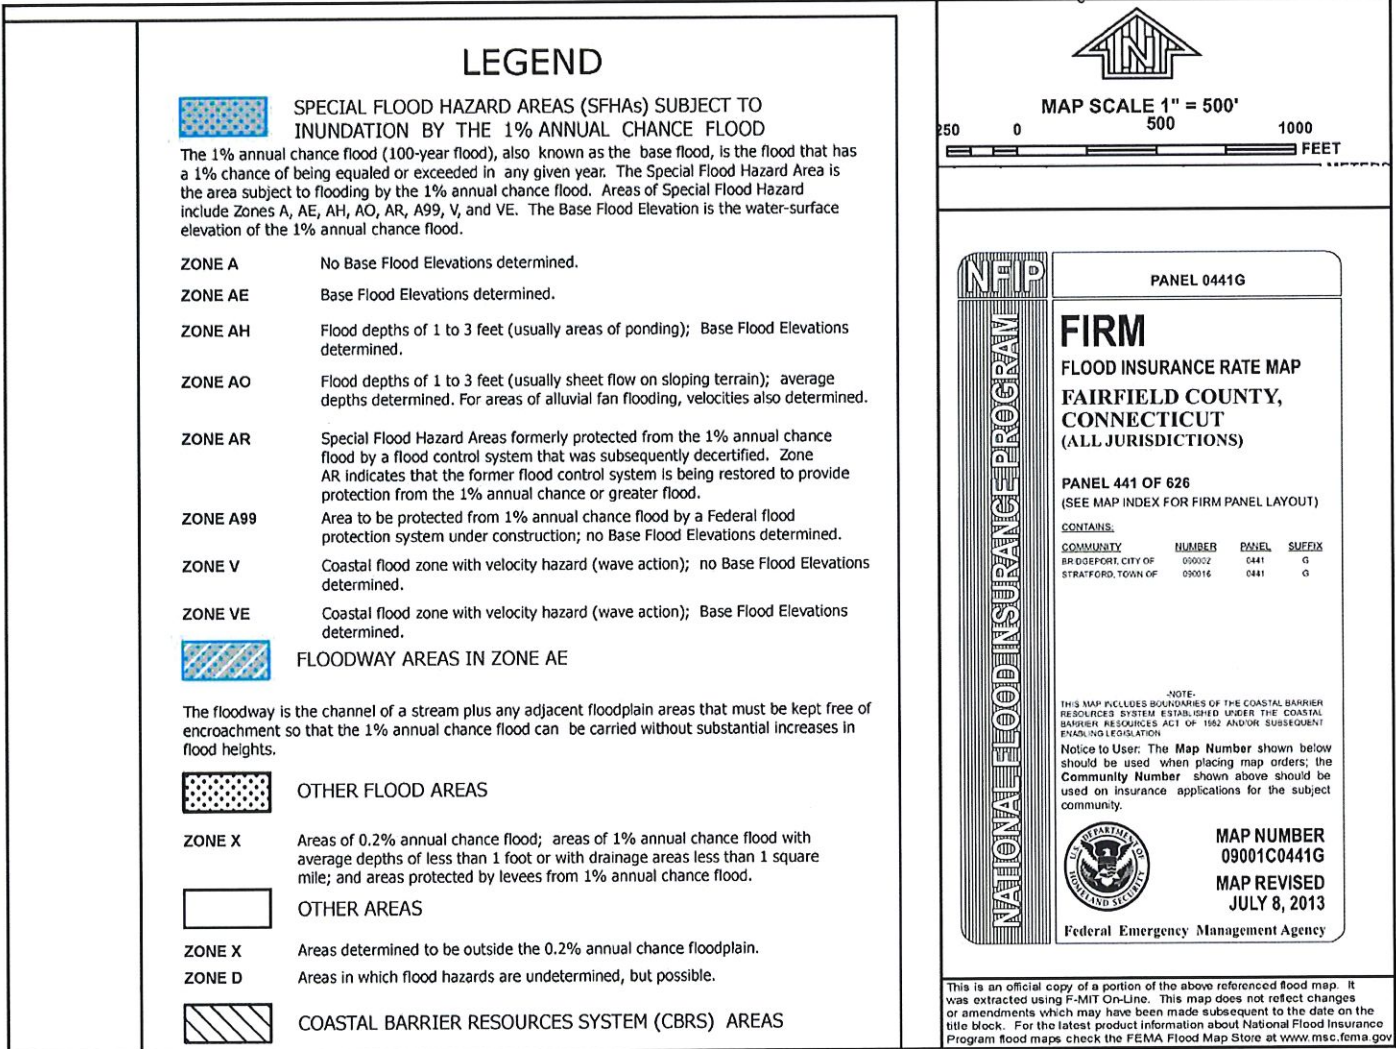 LEGEND
SPECIAL FLOOD HAZARD AREAS (SFHAs) SUBJECT TO
INUNDATION BY THE 1% ANNUAL CHANCE FLOOD
The 1% annual chance flood (100-year flood), also known as the base flood, is the flood that has
a 1% chance of being equaled or exceeded in any given year. The Special Flood Hazard Area is
the area subject to flooding by the 1% annual chance flood. Areas of Special Flood Hazard
include Zones A, AE, AH, AO, AR, A99, V, and VE. The Base Flood Elevation is the water-surface
elevation of the 1% annual chance flood.
ZONE A No Base Flood Elevations determined.
ZONE AE Base Flood Elevations determined.
ZONE AH Flood depths of 1 to 3 feet (usually areas of ponding); Base Flood Elevations
determined.
ZONE AO Flood depths of 1 to 3 feet (usually sheet flow on sloping terrain); average
depths determined. For areas of alluvial fan flooding, velocities also determined.
ZONE AR Special Flood Hazard Areas formerly protected from the 1% annual chance
flood by a flood control system that was subsequently decertified. Zone
AR indicates that the former flood control system is being restored to provide
protection from the 1% annual chance or greater flood.
ZONE A99 Area to be protected from 1% annual chance flood by a Federal flood
protection system under construction; no Base Flood Elevations determined.
ZONE V Coastal flood zone with velocity hazard (wave action); no Base Flood Elevations
determined.
ZONE VE Coastal flood zone with velocity hazard (wave action); Base Flood Elevations
determined.
FLOODWAY AREAS IN ZONE AE
The floodway is the channel of a stream plus any adjacent floodplain areas that must be kept free of
encroachment so that the 1% annual chance flood can be carried without substantial increases in
flood heights.
OTHER FLOOD AREAS
ZONE X Areas of 0.2% annual chance flood; areas of 1% annual chance flood with
average depths of less than 1 foot or with drainage areas less than 1 square
mile; and areas protected by levees from 1% annual chance flood.
OTHER AREAS
ZONE X Areas determined to be outside the 0.2% annual chance floodplain.
ZONE D Areas in which flood hazards are undetermined, but possible.
COASTAL BARRIER RESOURCES SYSTEM (CBRS) AREAS
N
MAP SCALE 1" = 500'
250 0 500 1000
FEET
NFIP
NATIONAL FLOOD INSURANCE PROGRAM
PANEL 0441G
FIRM
FLOOD INSURANCE RATE MAP
FAIRFIELD COUNTY,
CONNECTICUT
(ALL JURISDICTIONS)
PANEL 441 OF 626
(SEE MAP INDEX FOR FIRM PANEL LAYOUT)
CONTAINS:
COMMUNITY NUMBER PANEL SUFFIX
BRIDGEPORT, CITY OF 090002 0441 G
STRATFORD, TOWN OF 090016 0441 G
-NOTE-
THIS MAP INCLUDES BOUNDARIES OF THE COASTAL BARRIER
RESOURCES SYSTEM ESTABLISHED UNDER THE COASTAL
BARRIER RESOURCES ACT OF 1982 AND/OR SUBSEQUENT
ENABLING LEGISLATION
Notice to User: The Map Number shown below
should be used when placing map orders; the
Community Number shown above should be
used on insurance applications for the subject
community.
U.S. DEPARTMENT OF
HOMELAND SECURITY
MAP NUMBER
09001C0441G
MAP REVISED
JULY 8, 2013
Federal Emergency Management Agency
This is an official copy of a portion of the above referenced flood map. It
was extracted using F-MIT On-Line. This map does not reflect changes
or amendments which may have been made subsequent to the date on the
title block. For the latest product information about National Flood Insurance
Program flood maps check the FEMA Flood Map Store at www.msc.fema.gov